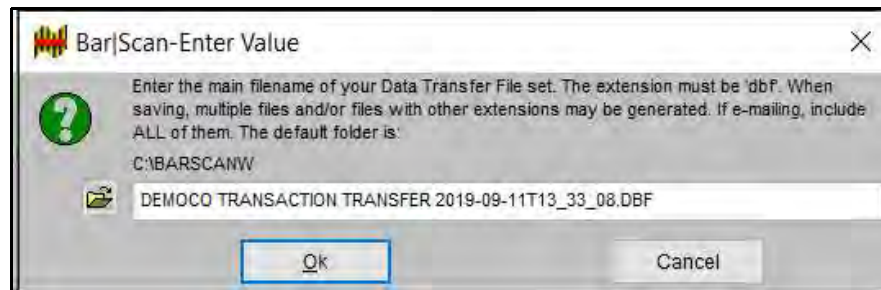 Bar|Scan-Enter Value
Enter the main filename of your Data Transfer File set. The extension must be 'dbf'. When
saving, multiple files and/or files with other extensions may be generated. If e-mailing, include
ALL of them. The default folder is:
C:\BARSCANW
DEMOCO TRANSACTION TRANSFER 2019-09-11T13_33_08.DBF
Ok
Cancel